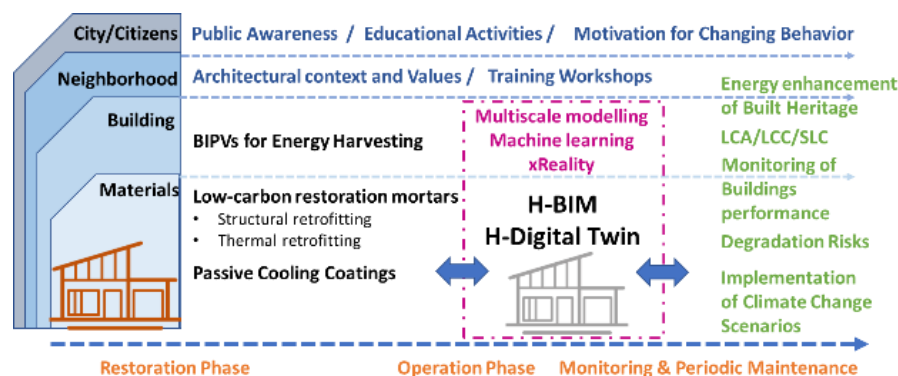 City/Citizens
Public Awareness / Educational Activities / Motivation for Changing Behavior
Neighborhood
Architectural context and Values / Training Workshops
Building
BIPVs for Energy Harvesting
Materials
Low-carbon restoration mortars
• Structural retrofitting
• Thermal retrofitting
Passive Cooling Coatings
Multiscale modelling
Machine learning
xReality
H-BIM
H-Digital Twin
Energy enhancement
of Built Heritage
LCA/LCC/SLC
Monitoring of
Buildings
performance
Degradation Risks
Implementation
of Climate Change
Scenarios
Restoration Phase
Operation Phase
Monitoring & Periodic Maintenance